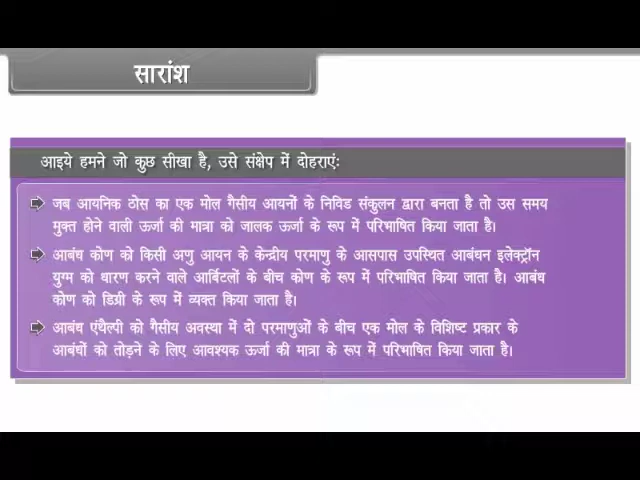 सारांश
आइये हमने जो कुछ सीखा है, उसे संक्षेप में दोहराएं:
जब आयनिक ठोस का एक मोल गैसीय आयनों के निविड संकुलन द्वारा बनता है तो उस समय
मुक्त होने वाली ऊर्जा की मात्रा को जालक ऊर्जा के रूप में परिभाषित किया जाता है।
आबंध कोण को किसी अणु आयन के केन्द्रीय परमाणु के आसपास उपस्थित आबंधन इलेक्ट्रॉन
युग्म को धारण करने वाले आर्बिटलों के बीच कोण के रूप में परिभाषित किया जाता है। आबंध
कोण को डिग्री के रूप में व्यक्त किया जाता है।
आबंध एंथैल्पी को गैसीय अवस्था में दो परमाणुओं के बीच एक मोल के विशिष्ट प्रकार के
आबंधों को तोड़ने के लिए आवश्यक ऊर्जा की मात्रा के रूप में परिभाषित किया जाता है।